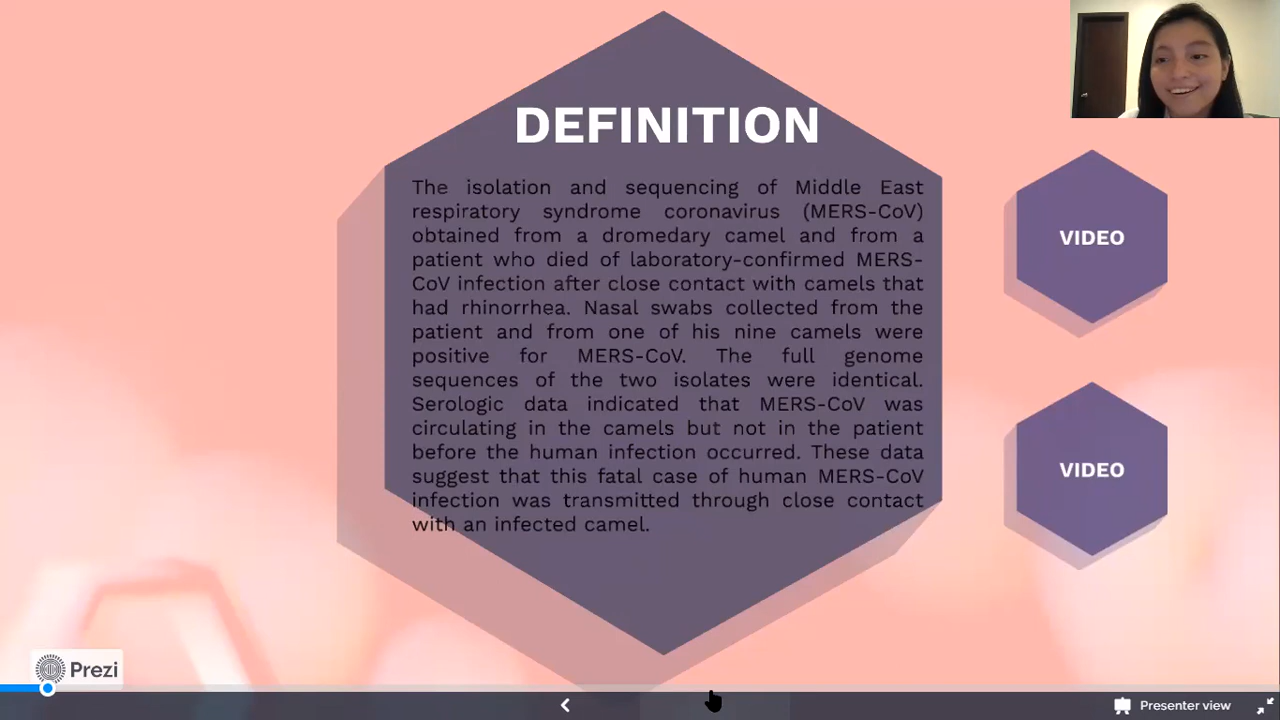 DEFINITION
The isolation and sequencing of Middle East
respiratory syndrome coronavirus (MERS-CoV)
obtained from a dromedary camel and from a
patient who died of laboratory-confirmed MERS-
CoV infection after close contact with camels that
had rhinorrhea. Nasal swabs collected from the
patient and from one of his nine camels were
positive for MERS-CoV. The full genome
sequences of the two isolates were identical.
Serologic data indicated that MERS-CoV was
circulating in the camels but not in the patient
before the human infection occurred. These data
suggest that this fatal case of human MERS-CoV
infection was transmitted through close contact
with an infected camel.
VIDEO
VIDEO
Prezi
Presenter view